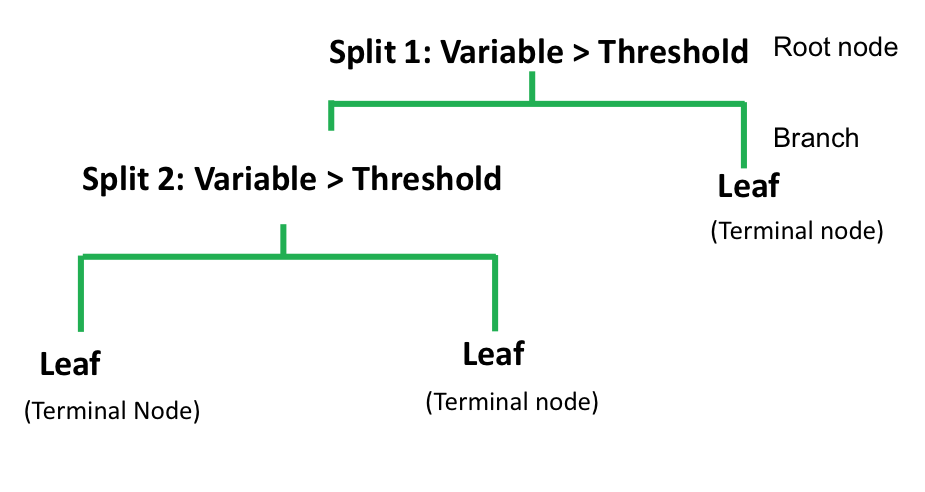 Split 1: Variable > Threshold
Root node
Branch
Split 2: Variable > Threshold
Leaf
(Terminal node)
Leaf
(Terminal Node)
Leaf
(Terminal node)